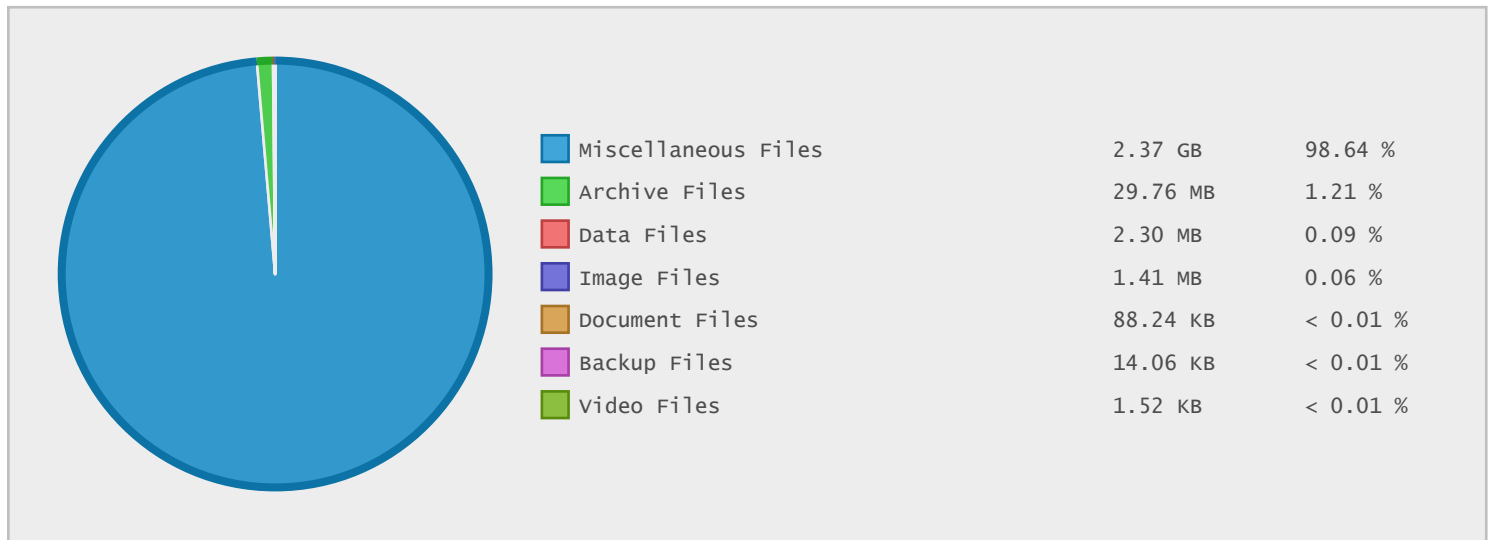 Miscellaneous Files 2.37 GB 98.64 %
Archive Files 29.76 MB 1.21 %
Data Files 2.30 MB 0.09 %
Image Files 1.41 MB 0.06 %
Document Files 88.24 KB < 0.01 %
Backup Files 14.06 KB < 0.01 %
Video Files 1.52 KB < 0.01 %